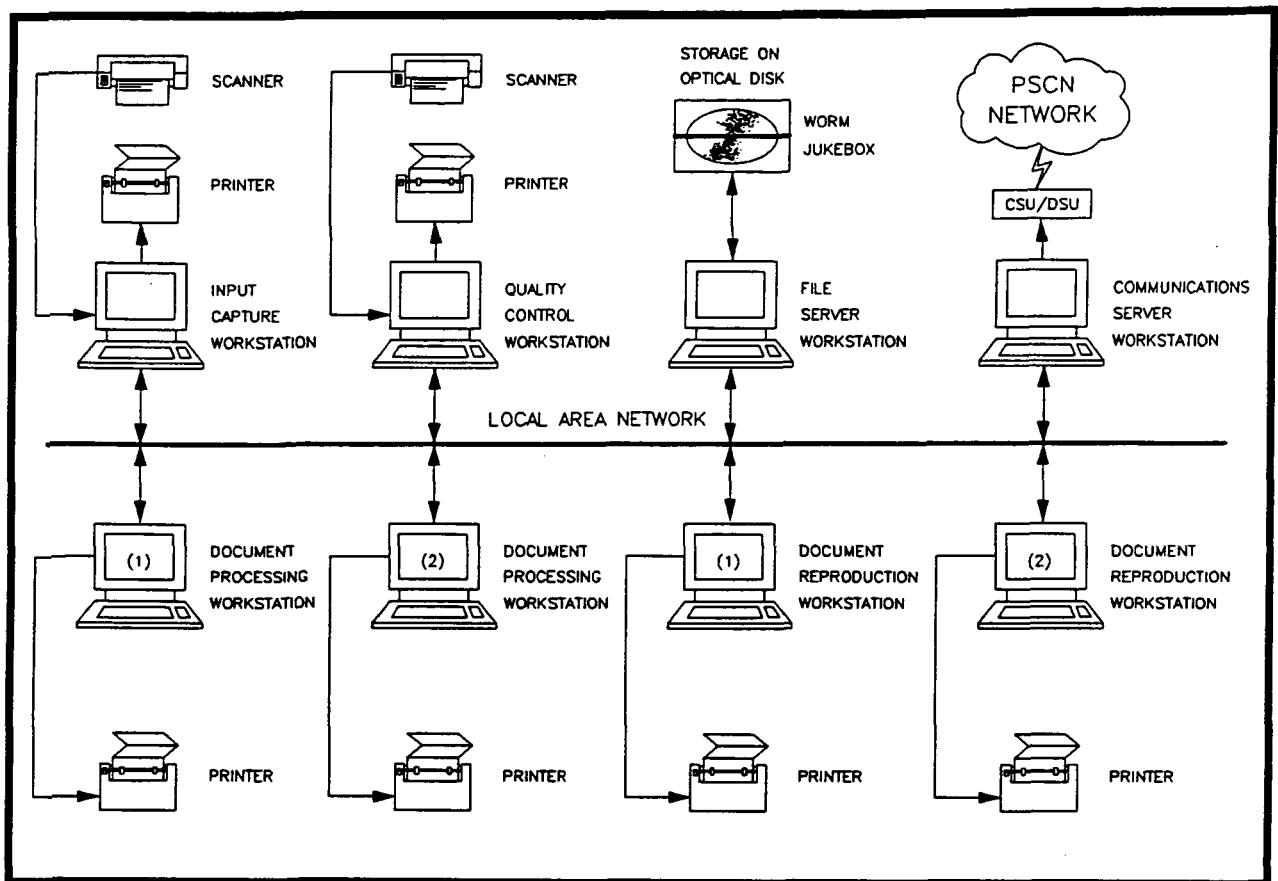 SCANNER
SCANNER
STORAGE ON
OPTICAL DISK
WORM
JUKEBOX
PSCN
NETWORK
PRINTER
PRINTER
CSU/DSU
INPUT
CAPTURE
WORKSTATION
QUALITY
CONTROL
WORKSTATION
FILE
SERVER
WORKSTATION
COMMUNICATIONS
SERVER
WORKSTATION
LOCAL AREA NETWORK
(1)
DOCUMENT
PROCESSING
WORKSTATION
(2)
DOCUMENT
PROCESSING
WORKSTATION
(1)
DOCUMENT
REPRODUCTION
WORKSTATION
(2)
DOCUMENT
REPRODUCTION
WORKSTATION
PRINTER
PRINTER
PRINTER
PRINTER